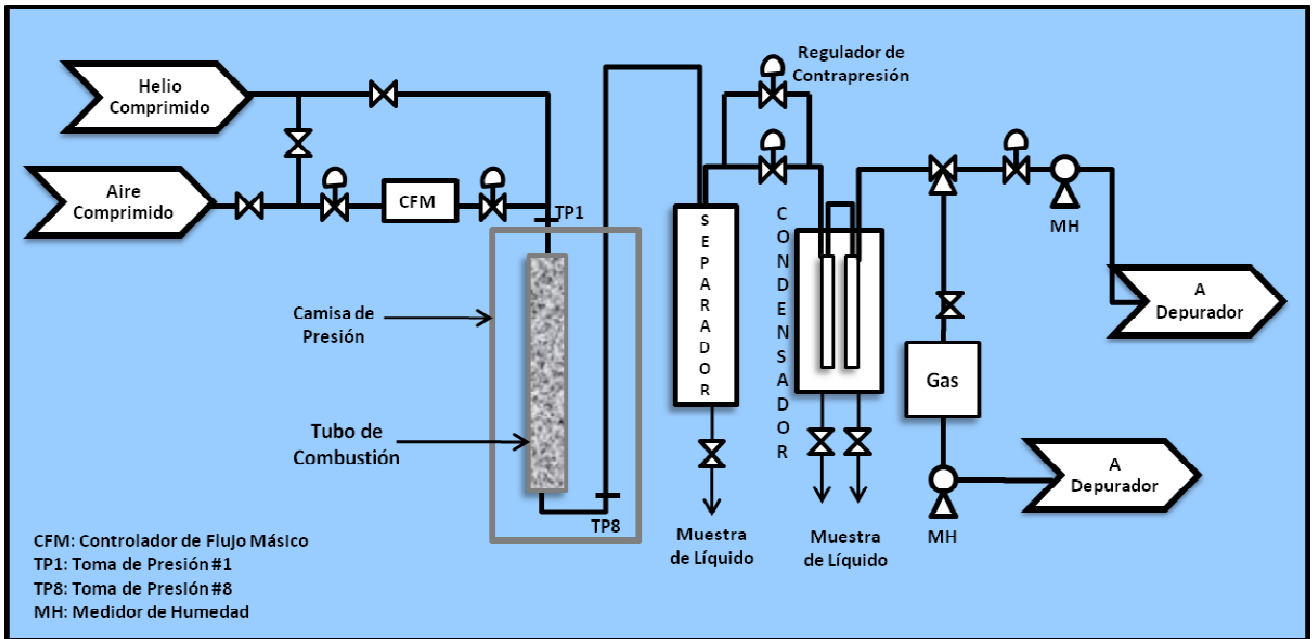 Helio
Comprimido
Regulador de
Contrapresión
Aire
Comprimido
CFM
TP1
SEPARADOR
CONDENSADOR
MH
A
Depurador
Camisa de
Presión
Gas
Tubo de
Combustión
A
Depurador
TP8
Muestra
de Líquido
Muestra
de Líquido
MH
CFM: Controlador de Flujo Másico
TP1: Toma de Presión #1
TP8: Toma de Presión #8
MH: Medidor de Humedad